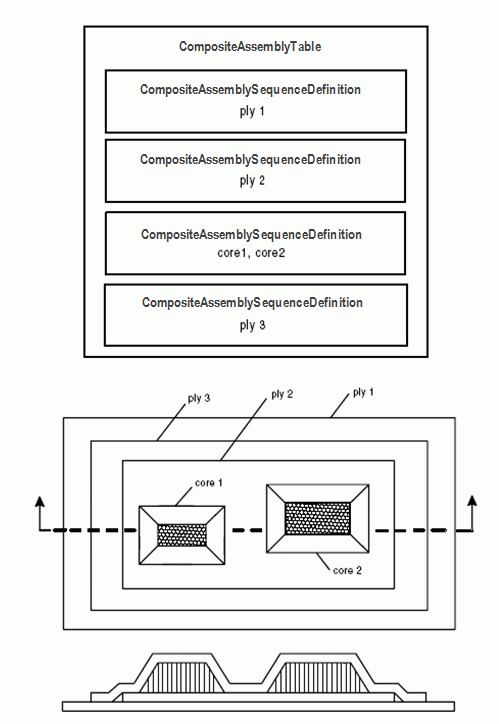 CompositeAssemblyTable
CompositeAssemblySequenceDefinition
ply 1
CompositeAssemblySequenceDefinition
ply 2
CompositeAssemblySequenceDefinition
core1, core2
CompositeAssemblySequenceDefinition
ply 3
ply 3
ply 2
ply 1
core 1
core 2